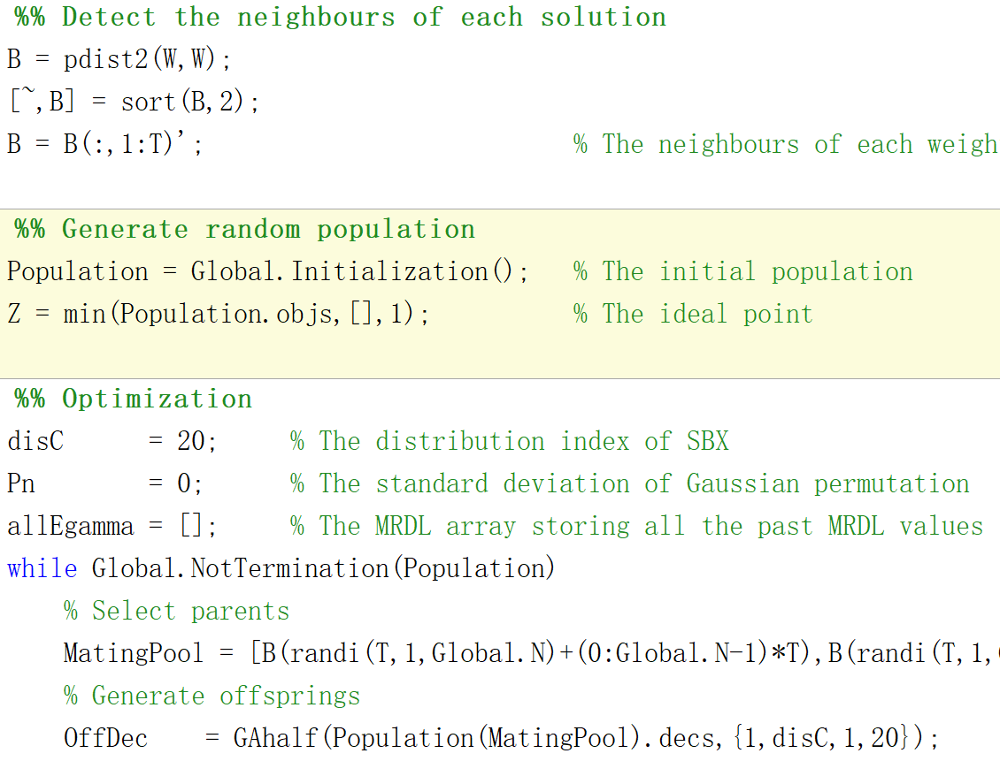 %% Detect the neighbours of each solution
B = pdist2(W,W);
[~,B] = sort(B,2);
B = B(:,1:T)';                          % The neighbours of each weigh
%% Generate random population
Population = Global.Initialization();   % The initial population
Z = min(Population.objs,[],1);          % The ideal point
%% Optimization
disC      = 20;     % The distribution index of SBX
Pn        = 0;      % The standard deviation of Gaussian permutation
allEgamma = [];     % The MRDL array storing all the past MRDL values
while Global.NotTermination(Population)
    % Select parents
    MatingPool = [B(randi(T,1,Global.N)+(0:Global.N-1)*T),B(randi(T,1,
    % Generate offsprings
    OffDec    = GAhalf(Population(MatingPool).decs,{1,disC,1,20});